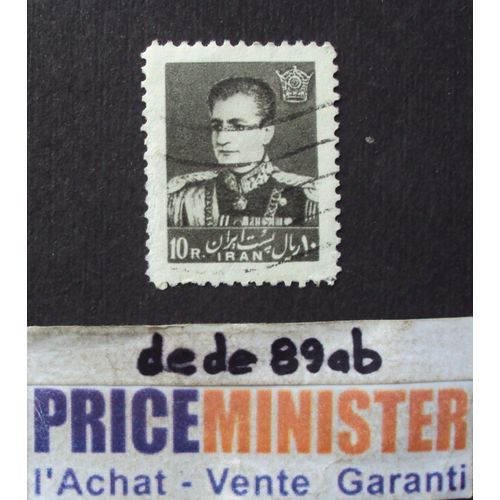 ۱۰ ریال پست ایران
10 R. IRAN
dede 89ab
PRICEMINISTER
l'Achat - Vente Garanti